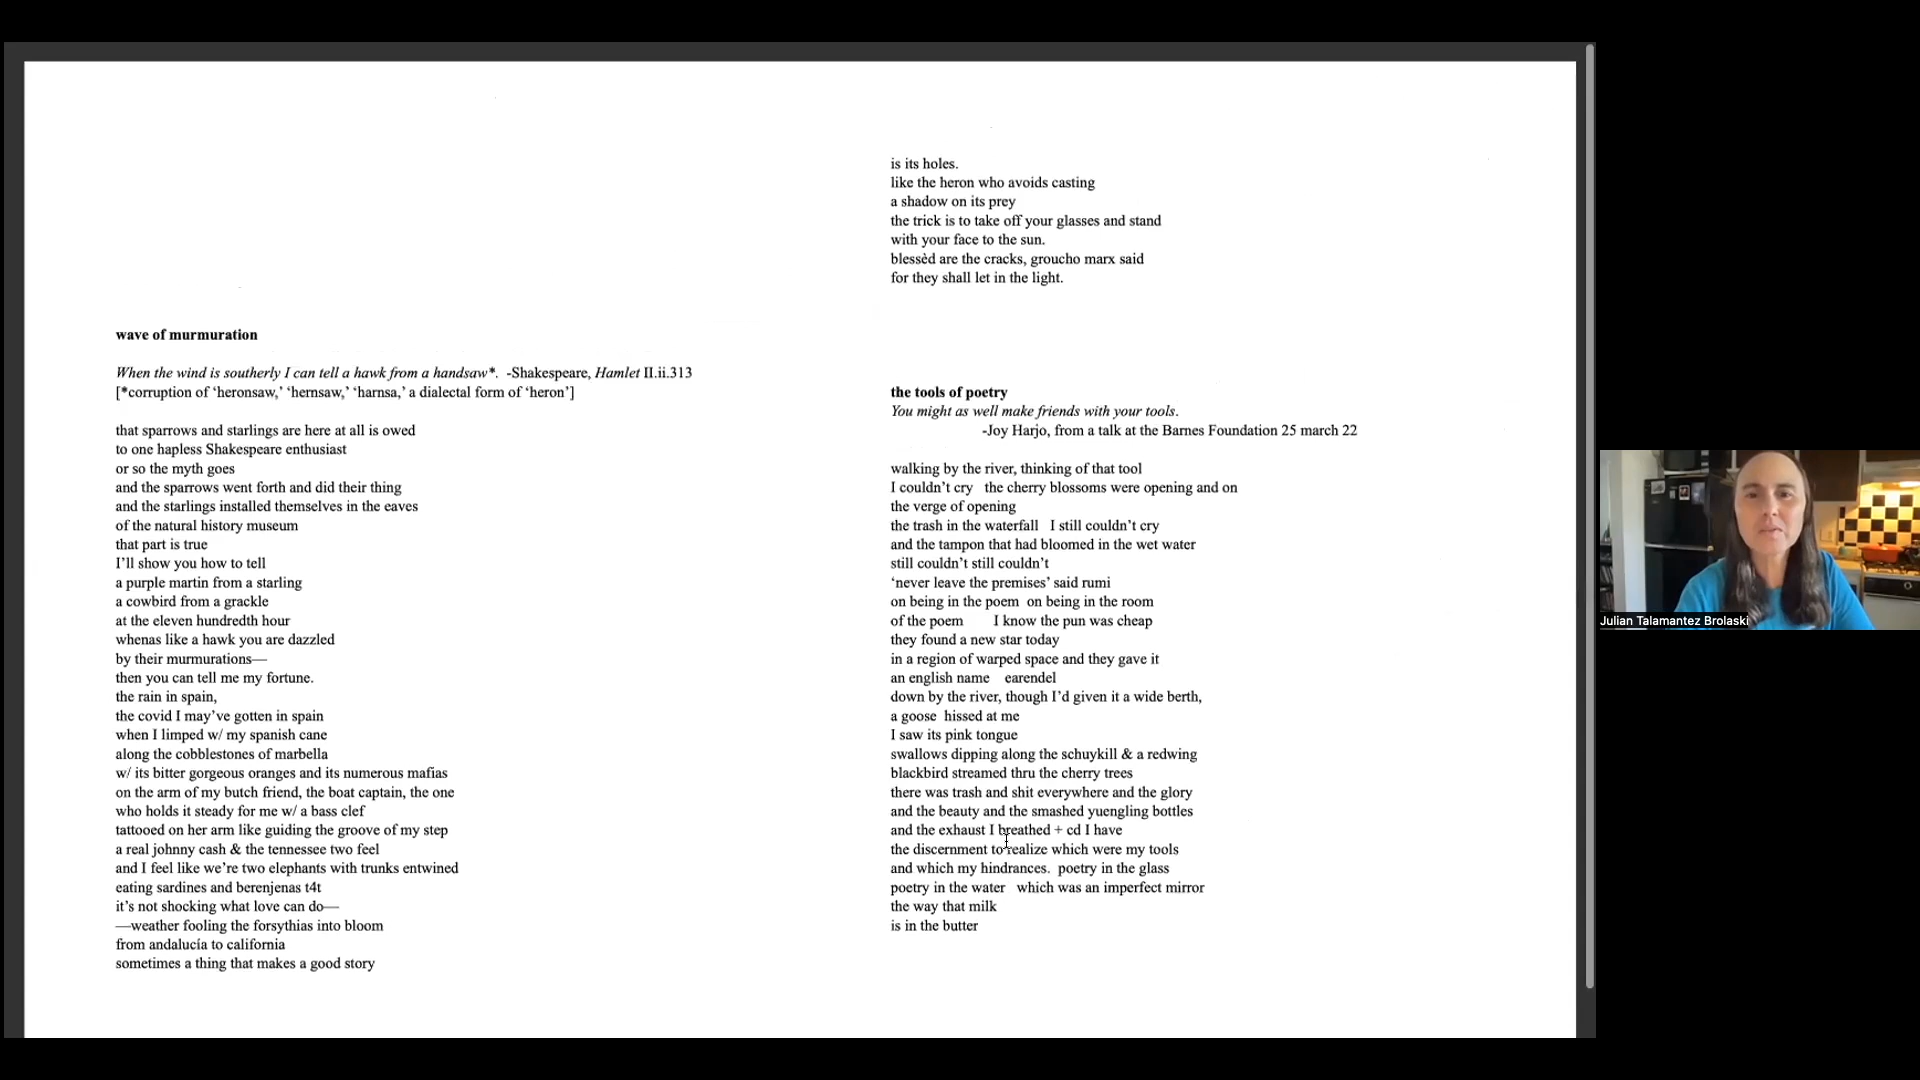 wave of murmuration
When the wind is southerly I can tell a hawk from a handsaw*.  -Shakespeare, Hamlet II.ii.313
[*corruption of ‘heronsaw,’ ‘hernsaw,’ ‘harnsa,’ a dialectal form of ‘heron’]
that sparrows and starlings are here at all is owed
to one hapless Shakespeare enthusiast
or so the myth goes
and the sparrows went forth and did their thing
and the starlings installed themselves in the eaves
of the natural history museum
that part is true
I’ll show you how to tell
a purple martin from a starling
a cowbird from a grackle
at the eleven hundredth hour
whenas like a hawk you are dazzled
by their murmurations—
then you can tell me my fortune.
the rain in spain,
the covid I may’ve gotten in spain
when I limped w/ my spanish cane
along the cobblestones of marbella
w/ its bitter gorgeous oranges and its numerous mafias
on the arm of my butch friend, the boat captain, the one
who holds it steady for me w/ a bass clef
tattooed on her arm like guiding the groove of my step
a real johnny cash & the tennessee two feel
and I feel like we’re two elephants with trunks entwined
eating sardines and berenjenas t4t
it’s not shocking what love can do—
—weather fooling the forsythias into bloom
from andalucía to california
sometimes a thing that makes a good story
is its holes.
like the heron who avoids casting
a shadow on its prey
the trick is to take off your glasses and stand
with your face to the sun.
blessèd are the cracks, groucho marx said
for they shall let in the light.
the tools of poetry
You might as well make friends with your tools.
-Joy Harjo, from a talk at the Barnes Foundation 25 march 22
walking by the river, thinking of that tool
I couldn’t cry   the cherry blossoms were opening and on
the verge of opening
the trash in the waterfall   I still couldn’t cry
and the tampon that had bloomed in the wet water
still couldn’t still couldn’t
‘never leave the premises’ said rumi
on being in the poem  on being in the room
of the poem        I know the pun was cheap
they found a new star today
in a region of warped space and they gave it
an english name    earendel
down by the river, though I’d given it a wide berth,
a goose  hissed at me
I saw its pink tongue
swallows dipping along the schuykill & a redwing
blackbird streamed thru the cherry trees
there was trash and shit everywhere and the glory
and the beauty and the smashed yuengling bottles
and the exhaust I breathed + cd I have
the discernment to realize which were my tools
and which my hindrances.  poetry in the glass
poetry in the water   which was an imperfect mirror
the way that milk
is in the butter
Julian Talamantez Brolaski